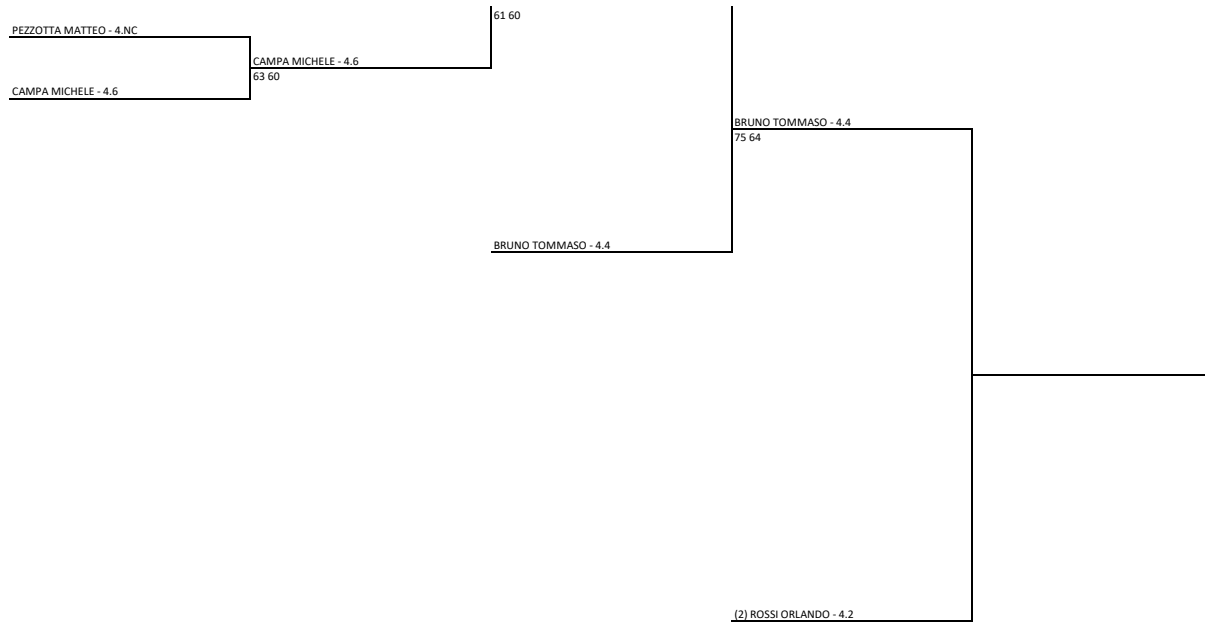 61 60
PEZZOTTA MATTEO - 4.NC
CAMPA MICHELE - 4.6
63 60
CAMPA MICHELE - 4.6
BRUNO TOMMASO - 4.4
75 64
BRUNO TOMMASO - 4.4
(2) ROSSI ORLANDO - 4.2